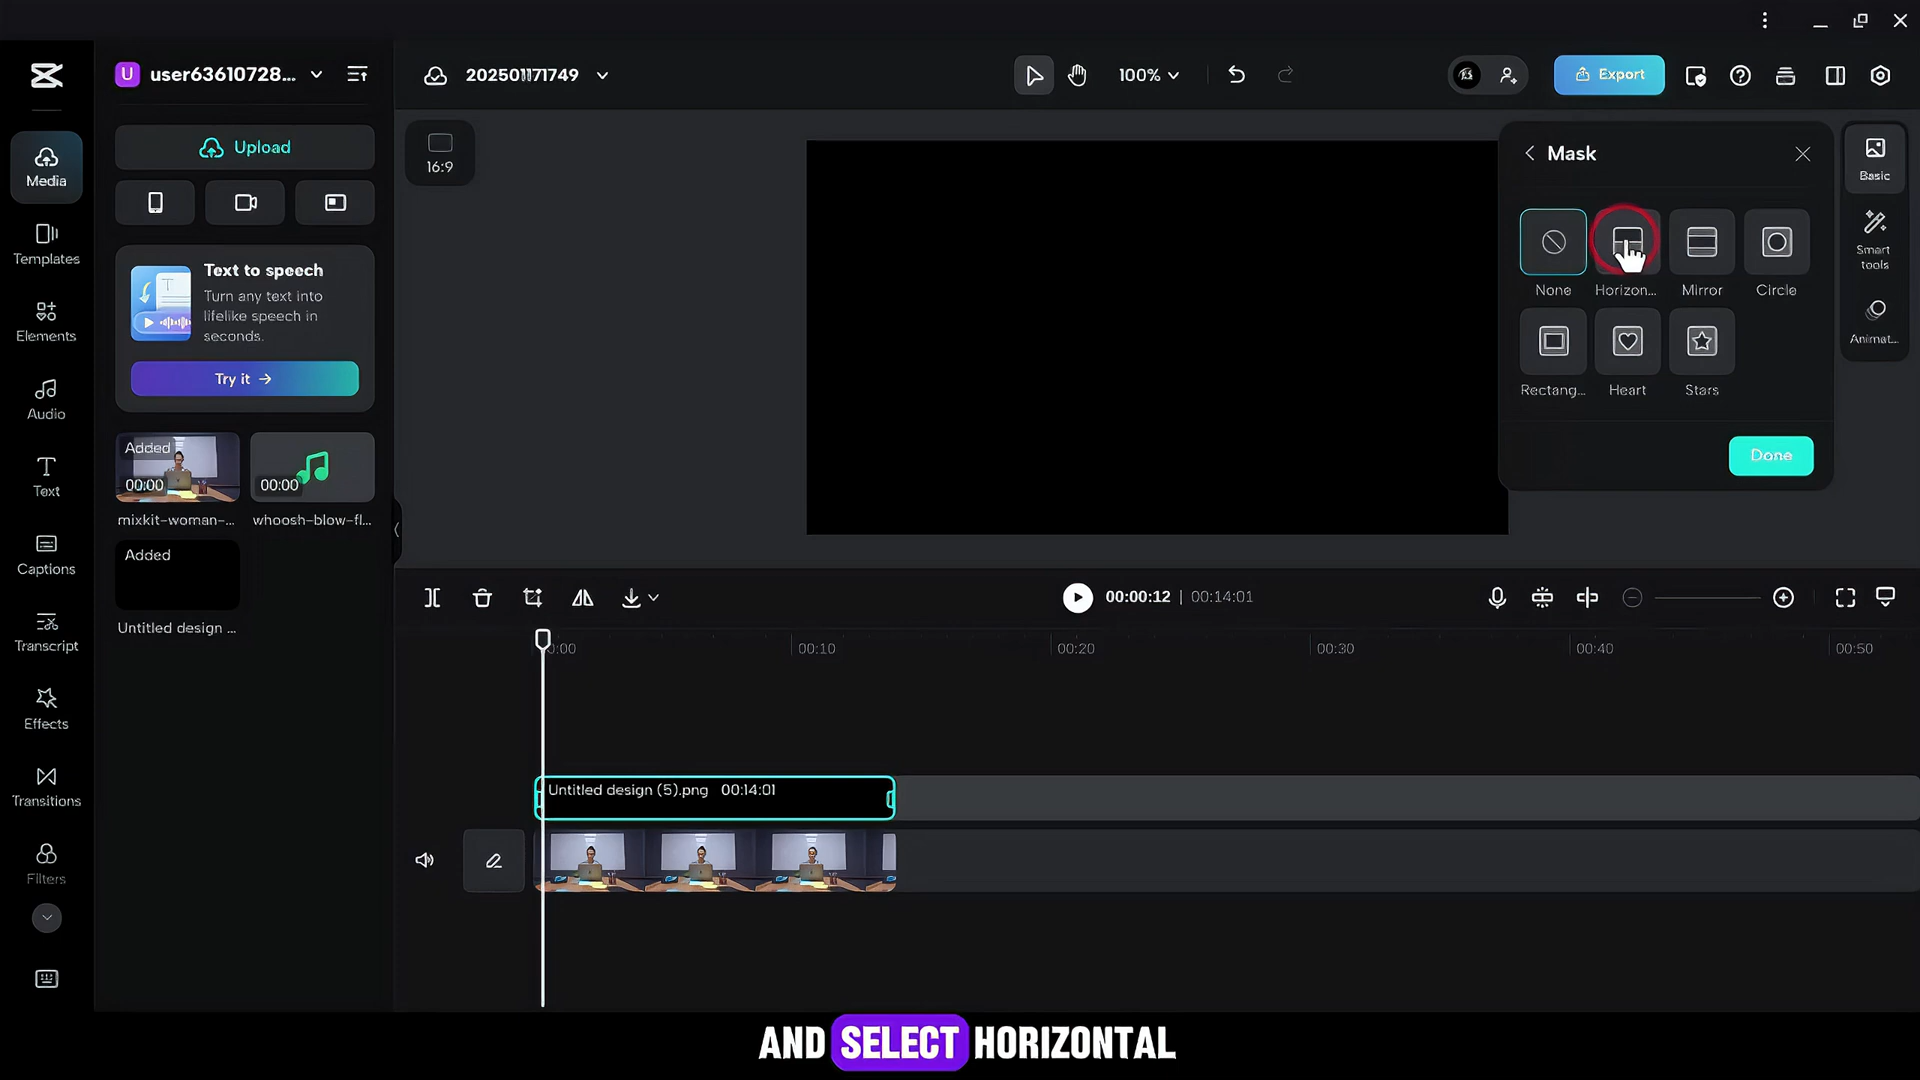 U user63610728...
202501171749
100%
Export
Media
Templates
Elements
Audio
Text
Captions
Transcript
Effects
Transitions
Filters
Upload
Text to speech
Turn any text into
lifelike speech in
seconds.
Try it →
Added
00:00
mixkit-woman-...
00:00
whoosh-blow-fl...
Added
Untitled design ...
16:9
Mask
None
Horizon...
Mirror
Circle
Rectang...
Heart
Stars
Done
Basic
Smart
tools
Animat...
00:00:12 | 00:14:01
0:00
00:10
00:20
00:30
00:40
00:50
Untitled design (5).png 00:14:01
AND SELECT HORIZONTAL